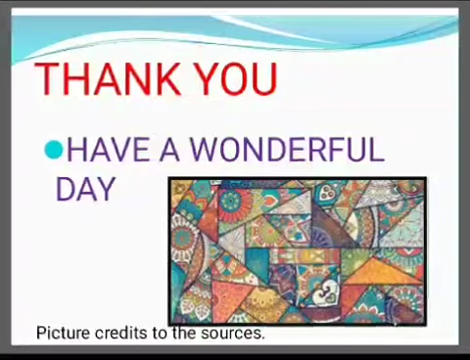 THANK YOU
HAVE A WONDERFUL
DAY
Picture credits to the sources.